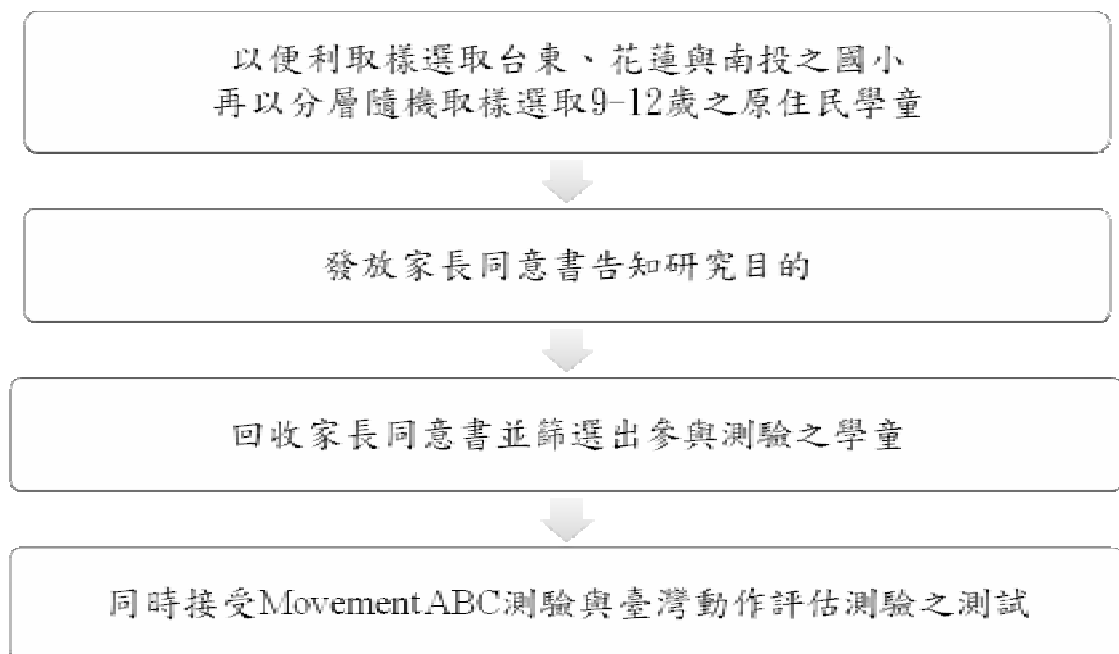 以便利取樣選取台東、花蓮與南投之國小
再以分層隨機取樣選取9-12歲之原住民學童
發放家長同意書告知研究目的
回收家長同意書並篩選出參與測驗之學童
同時接受MovementABC測驗與臺灣動作評估測驗之測試